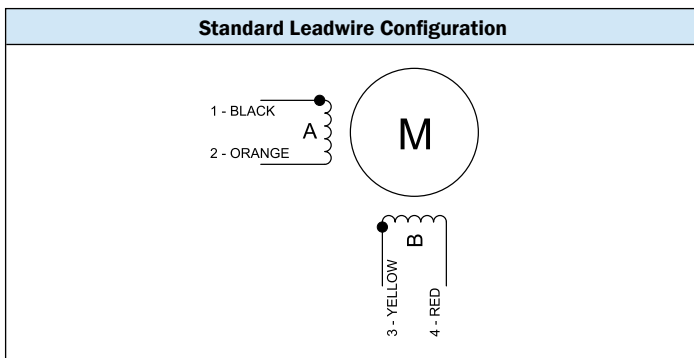 Standard Leadwire Configuration
1 - BLACK
A
2 - ORANGE
M
B
3 - YELLOW
4 - RED